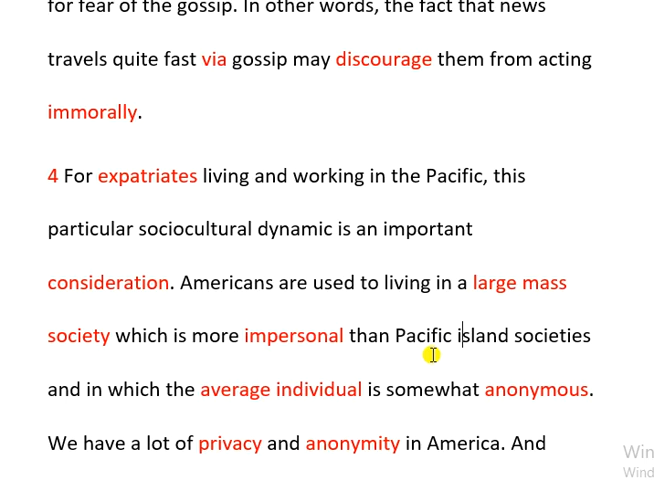 for fear of the gossip. In other words, the fact that news
travels quite fast via gossip may discourage them from acting
immorally.
4 For expatriates living and working in the Pacific, this
particular sociocultural dynamic is an important
consideration. Americans are used to living in a large mass
society which is more impersonal than Pacific island societies
and in which the average individual is somewhat anonymous.
We have a lot of privacy and anonymity in America. And
Win
Wind